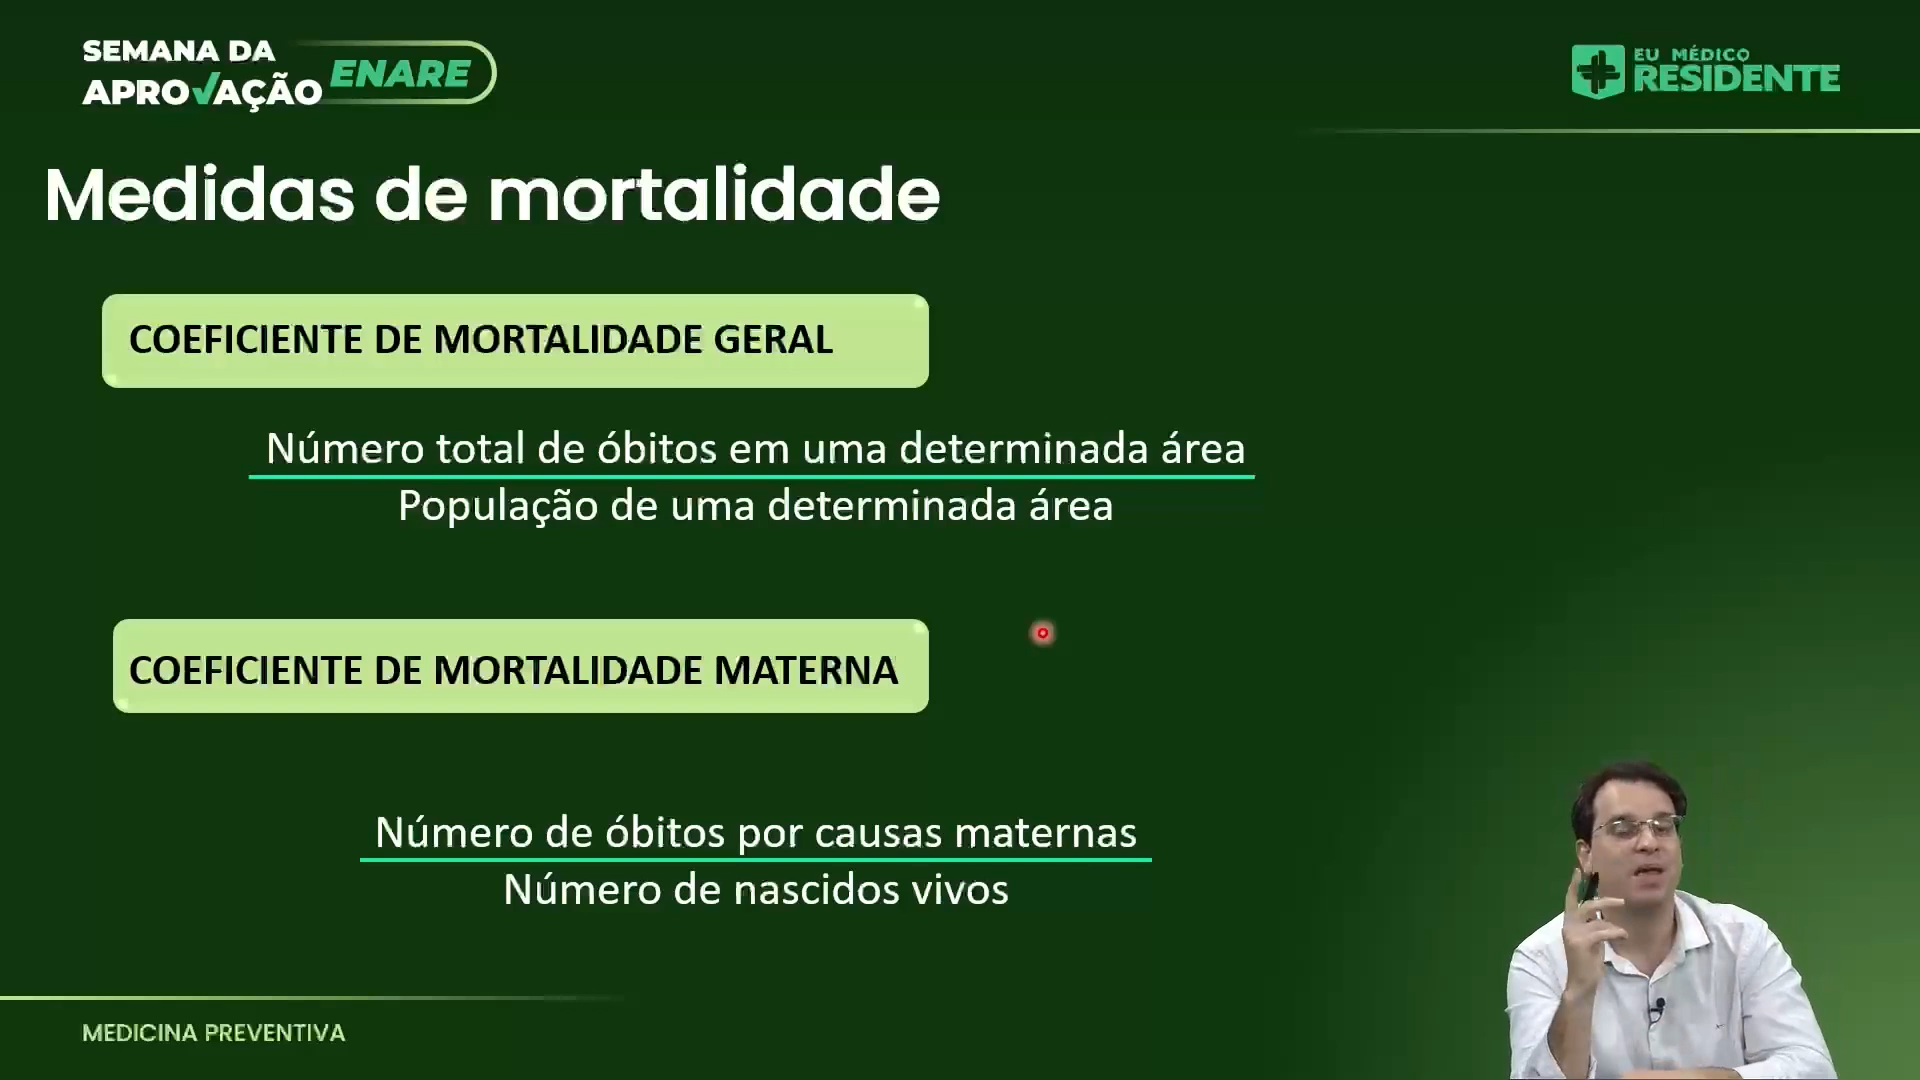 SEMANA DA
APROVAÇÃO ENARE
EU MÉDICO
RESIDENTE
Medidas de mortalidade
COEFICIENTE DE MORTALIDADE GERAL
Número total de óbitos em uma determinada área
População de uma determinada área
COEFICIENTE DE MORTALIDADE MATERNA
Número de óbitos por causas maternas
Número de nascidos vivos
MEDICINA PREVENTIVA